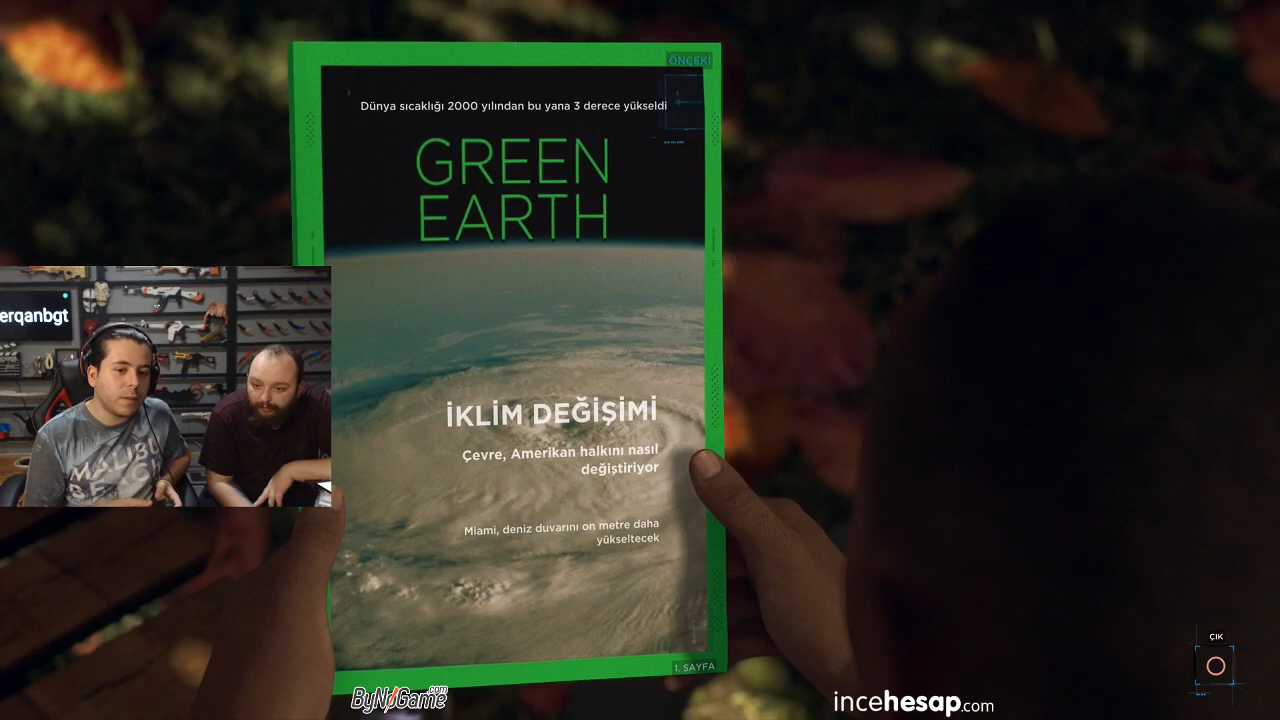 ÖNCEKİ
Dünya sıcaklığı 2000 yılından bu yana 3 derece yükseldi
GREEN
EARTH
erqanbgt
MALIBU
İKLİM DEĞİŞİMİ
Çevre, Amerikan halkını nasıl
değiştiriyor
Miami, deniz duvarını on metre daha
yükseltecek
ÇIK
1. SAYFA
ByNoGame.com
incehesap.com